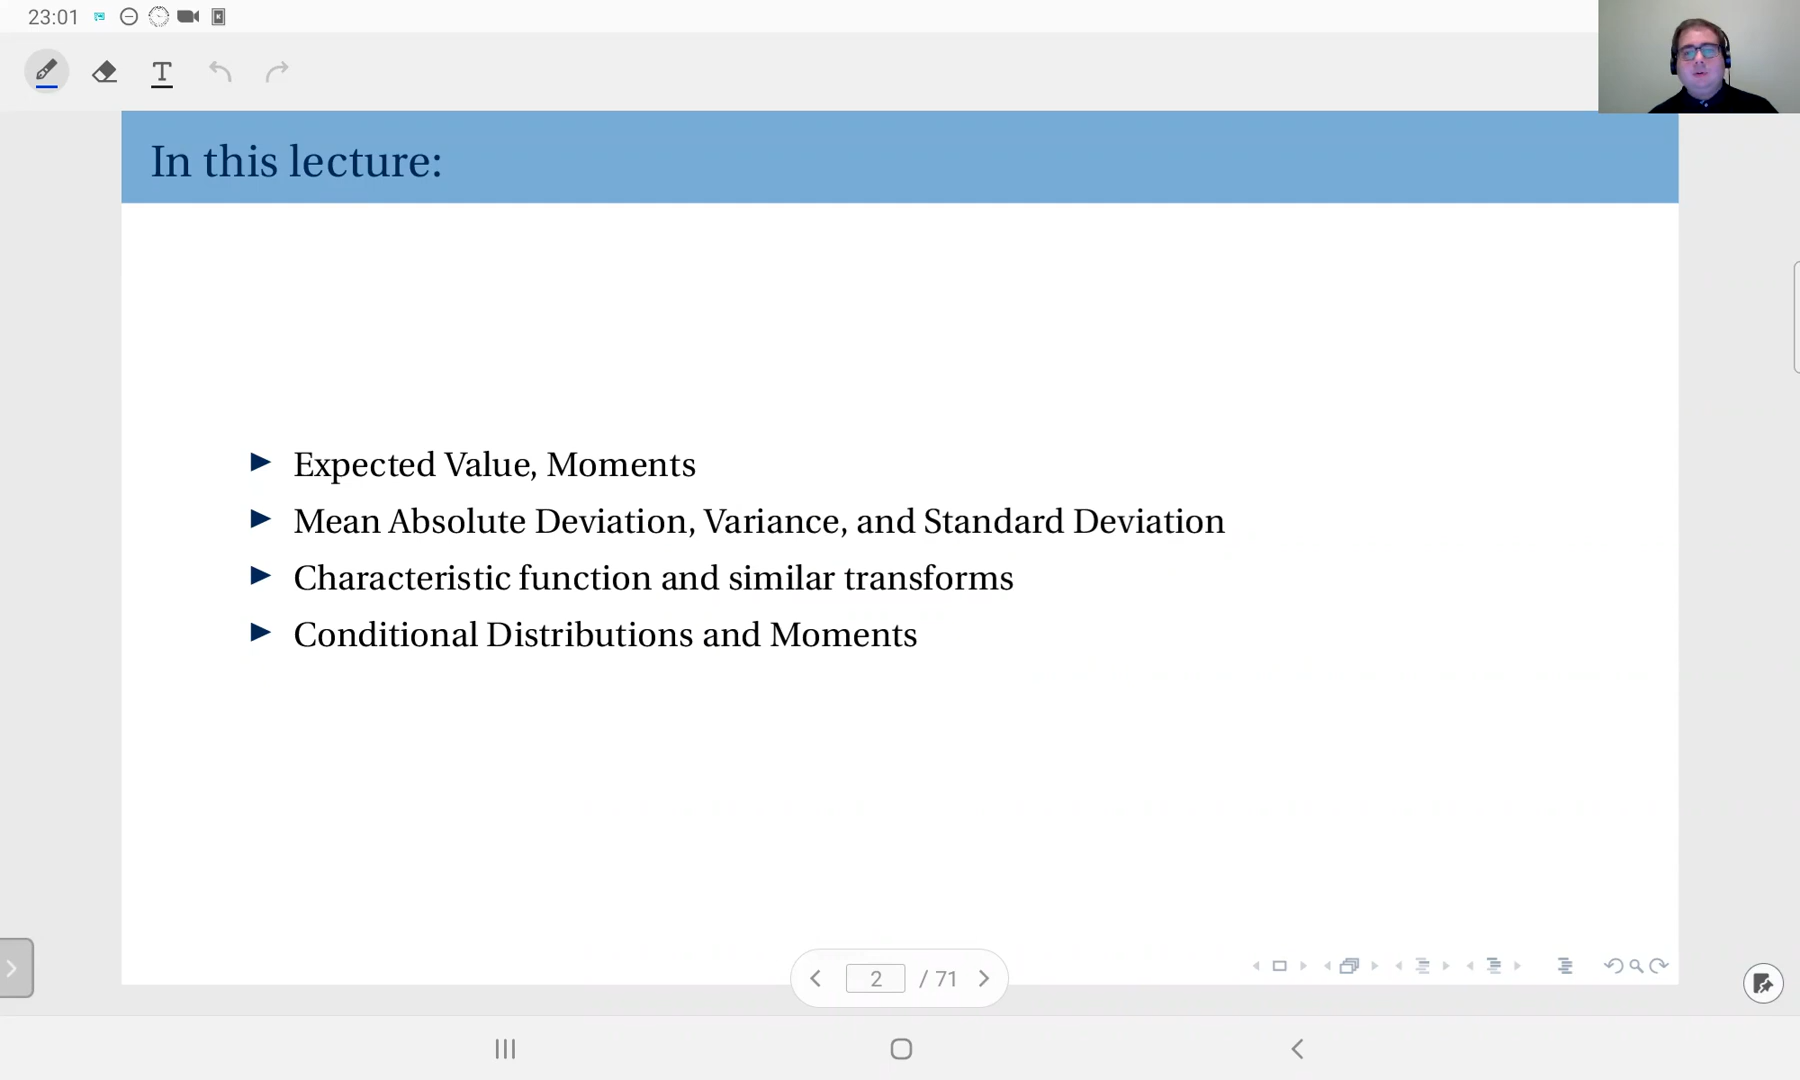 23:01
T
In this lecture:
Expected Value, Moments
Mean Absolute Deviation, Variance, and Standard Deviation
Characteristic function and similar transforms
Conditional Distributions and Moments
2 / 71